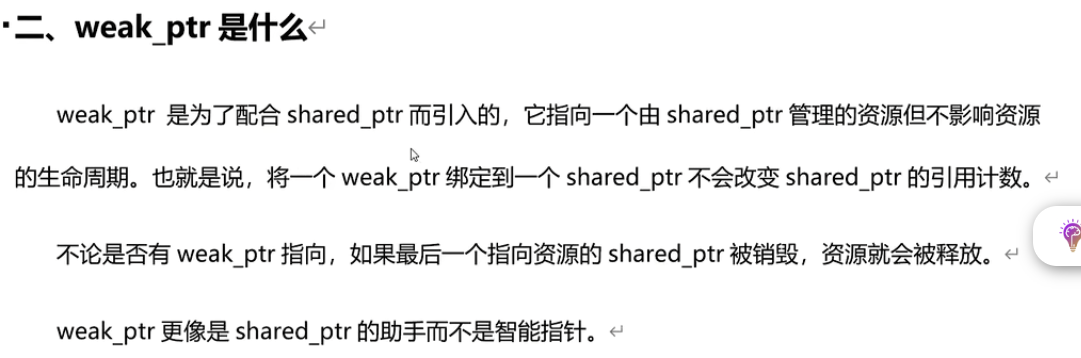 二、weak_ptr 是什么
weak_ptr 是为了配合 shared_ptr 而引入的，它指向一个由 shared_ptr 管理的资源但不影响资源
的生命周期。也就是说，将一个 weak_ptr 绑定到一个 shared_ptr 不会改变 shared_ptr 的引用计数。
不论是否有 weak_ptr 指向，如果最后一个指向资源的 shared_ptr 被销毁，资源就会被释放。
weak_ptr 更像是 shared_ptr 的助手而不是智能指针。